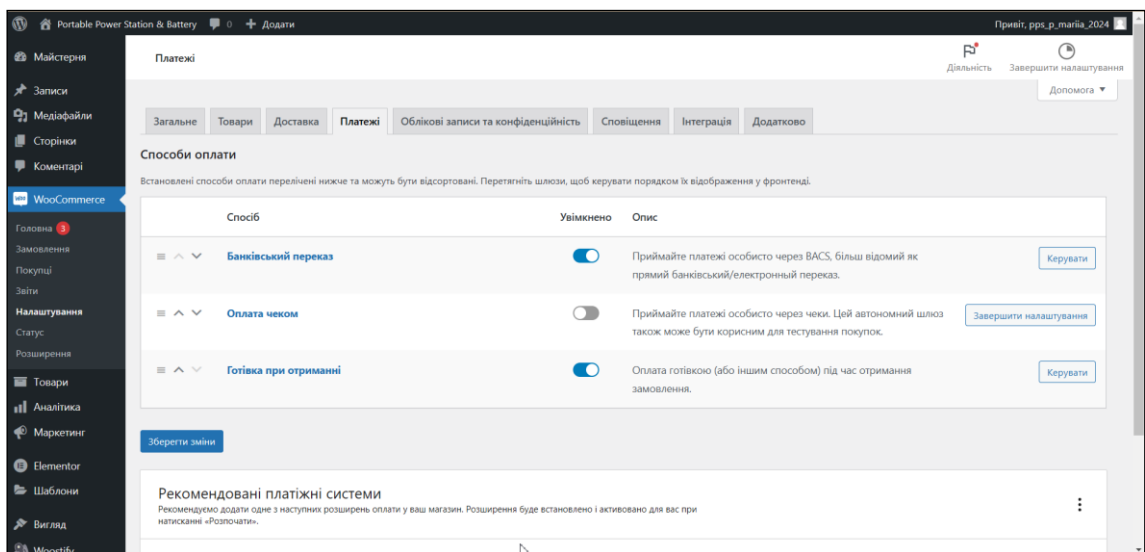 Portable Power Station & Battery 0 + Додати Привіт, pps_p_mariia_2024
Майстерня
Записи
Медіафайли
Сторінки
Коментарі
WooCommerce
Головна 3
Замовлення
Покупці
Звіти
Налаштування
Статус
Розширення
Товари
Аналітика
Маркетинг
Elementor
Шаблони
Вигляд
Woostify
Платежі
Діяльність Завершити налаштування
Допомога
Загальне Товари Доставка Платежі Облікові записи та конфіденційність Сповіщення Інтеграція Додатково
Способи оплати
Встановлені способи оплати перелічені нижче та можуть бути відсортовані. Перетягніть шлюзи, щоб керувати порядком їх відображення у фронтенді.
Спосіб Увімкнено Опис
Банківський переказ Приймайте платежі особисто через BACS, більш відомий як Керувати
прямий банківський/електронний переказ.
Оплата чеком Приймайте платежі особисто через чеки. Цей автономний шлюз Завершити налаштування
також може бути корисним для тестування покупок.
Готівка при отриманні Оплата готівкою (або іншим способом) під час отримання Керувати
замовлення.
Зберегти зміни
Рекомендовані платіжні системи
Рекомендуємо додати одне з наступних розширень оплати у ваш магазин. Розширення буде встановлено і активовано для вас при
натисканні «Розпочати».